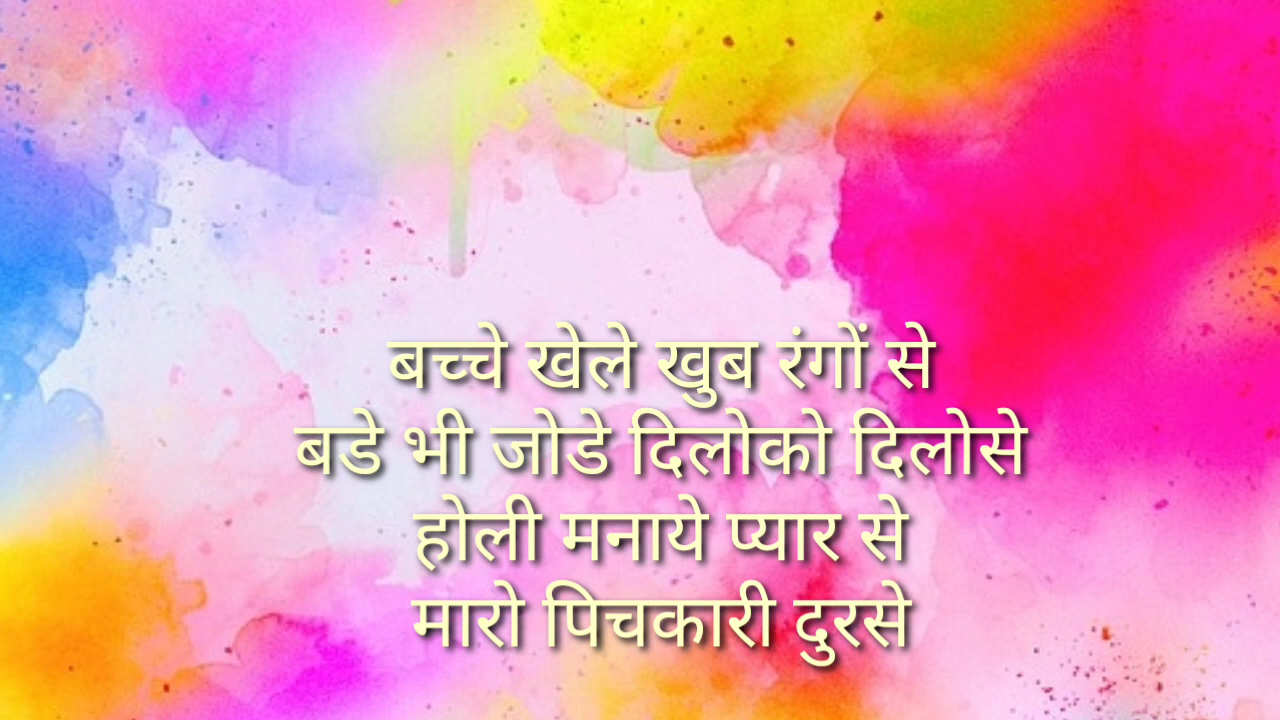 बच्चे खेले खुब रंगों से
बडे भी जोडे दिलोको दिलोसे
होली मनाये प्यार से
मारो पिचकारी दुरसे